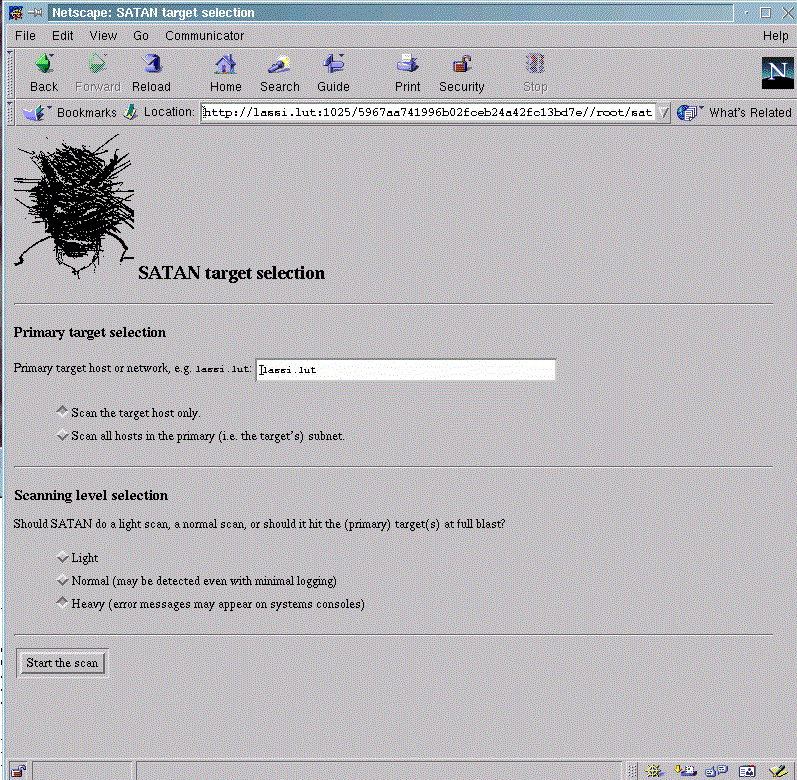 Netscape: SATAN target selection
File Edit View Go Communicator Help
Back Forward Reload Home Search Guide Print Security Stop
N
Bookmarks Location: http://lassi.lut:1025/5967aa741996b02fceb24a42fc13bd7e//root/sat What's Related
SATAN target selection
Primary target selection
Primary target host or network, e.g. lassi.lut: lassi.lut
Scan the target host only.
Scan all hosts in the primary (i.e. the target's) subnet.
Scanning level selection
Should SATAN do a light scan, a normal scan, or should it hit the (primary) target(s) at full blast?
Light
Normal (may be detected even with minimal logging)
Heavy (error messages may appear on systems consoles)
Start the scan